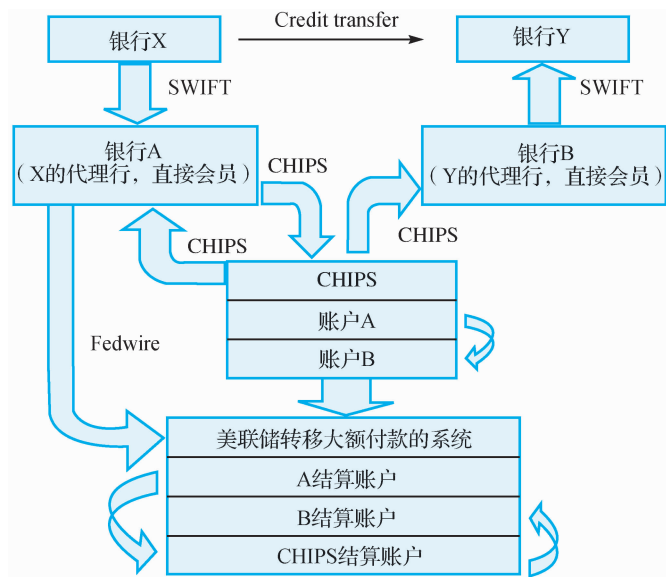 银行X
Credit transfer
银行Y
SWIFT
SWIFT
银行A
（X的代理行，直接会员）
银行B
（Y的代理行，直接会员）
CHIPS
CHIPS
CHIPS
CHIPS
账户A
账户B
Fedwire
美联储转移大额付款的系统
A结算账户
B结算账户
CHIPS结算账户